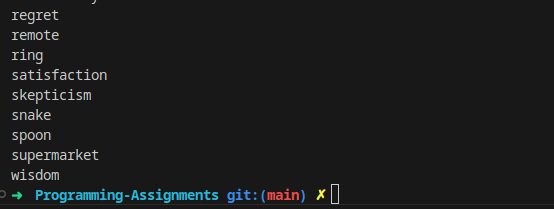 regret
remote
ring
satisfaction
skepticism
snake
spoon
supermarket
wisdom
➜ Programming-Assignments git:(main) ✗